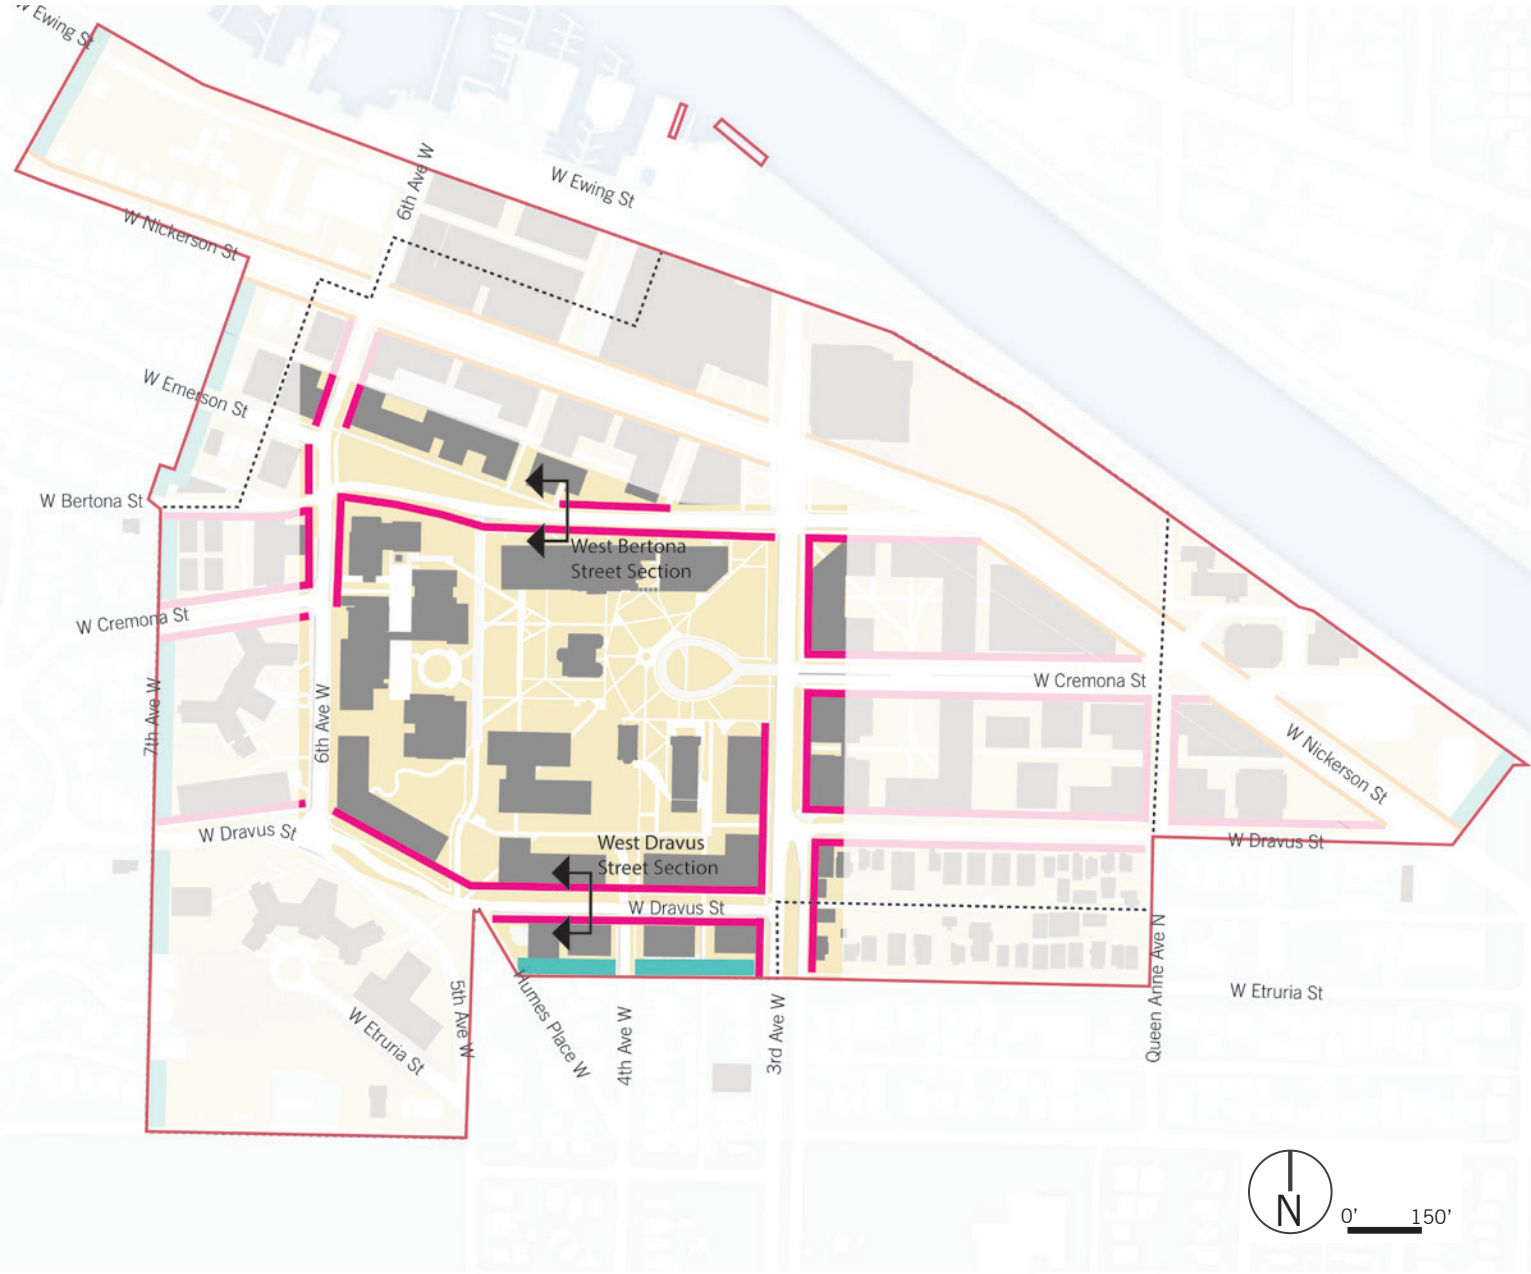 W Ewing St
6th Ave W
W Ewing St
W Nickerson St
W Emerson St
W Bertona St
West Bertona
Street Section
W Cremona St
W Cremona St
7th Ave W
6th Ave W
W Nickerson St
W Dravus St
West Dravus
Street Section
W Dravus St
W Dravus St
5th Ave W
Humes Place W
4th Ave W
3rd Ave W
Queen Anne Ave N
W Etruria St
W Etruria St
N
0’ 150’